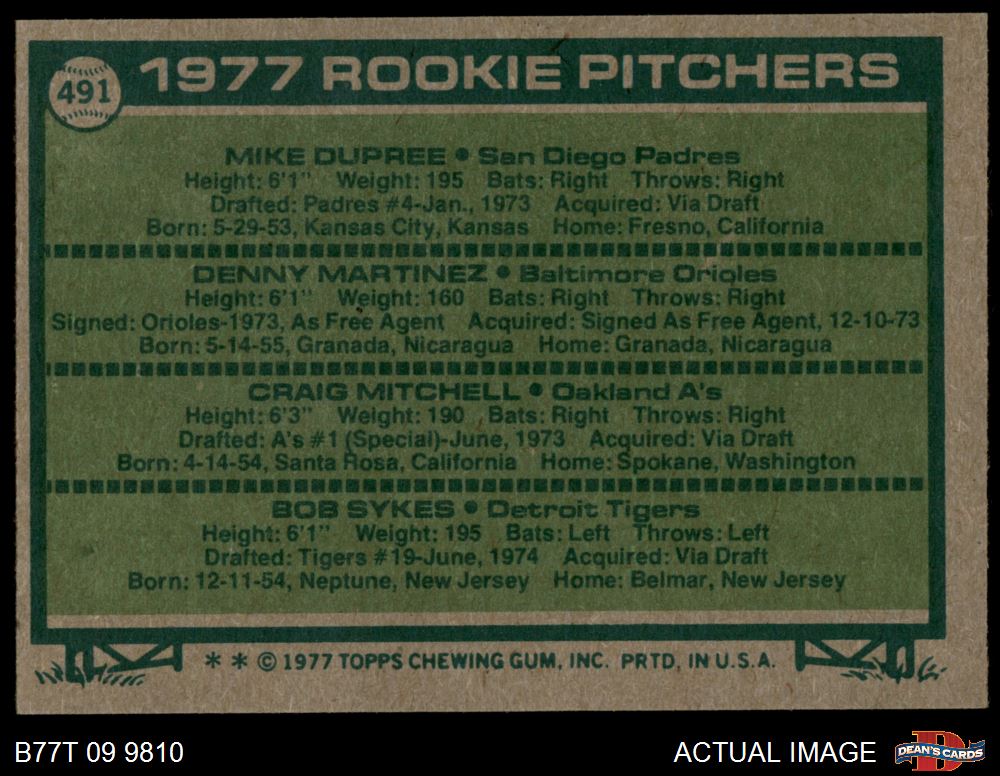 491
1977 ROOKIE PITCHERS
MIKE DUPREE • San Diego Padres
Height: 6'1" Weight: 195 Bats: Right Throws: Right
Drafted: Padres #4-Jan., 1973 Acquired: Via Draft
Born: 5-29-53, Kansas City, Kansas Home: Fresno, California
DENNY MARTINEZ • Baltimore Orioles
Height: 6'1" Weight: 160 Bats: Right Throws: Right
Signed: Orioles-1973, As Free Agent Acquired: Signed As Free Agent, 12-10-73
Born: 5-14-55, Granada, Nicaragua Home: Granada, Nicaragua
CRAIG MITCHELL • Oakland A's
Height: 6'3" Weight: 190 Bats: Right Throws: Right
Drafted: A's #1 (Special)-June, 1973 Acquired: Via Draft
Born: 4-14-54, Santa Rosa, California Home: Spokane, Washington
BOB SYKES • Detroit Tigers
Height: 6'1" Weight: 195 Bats: Left Throws: Left
Drafted: Tigers #19-June, 1974 Acquired: Via Draft
Born: 12-11-54, Neptune, New Jersey Home: Belmar, New Jersey
* * © 1977 TOPPS CHEWING GUM, INC. PRTD. IN U.S.A.
B77T 09 9810
ACTUAL IMAGE
DEAN'S CARDS